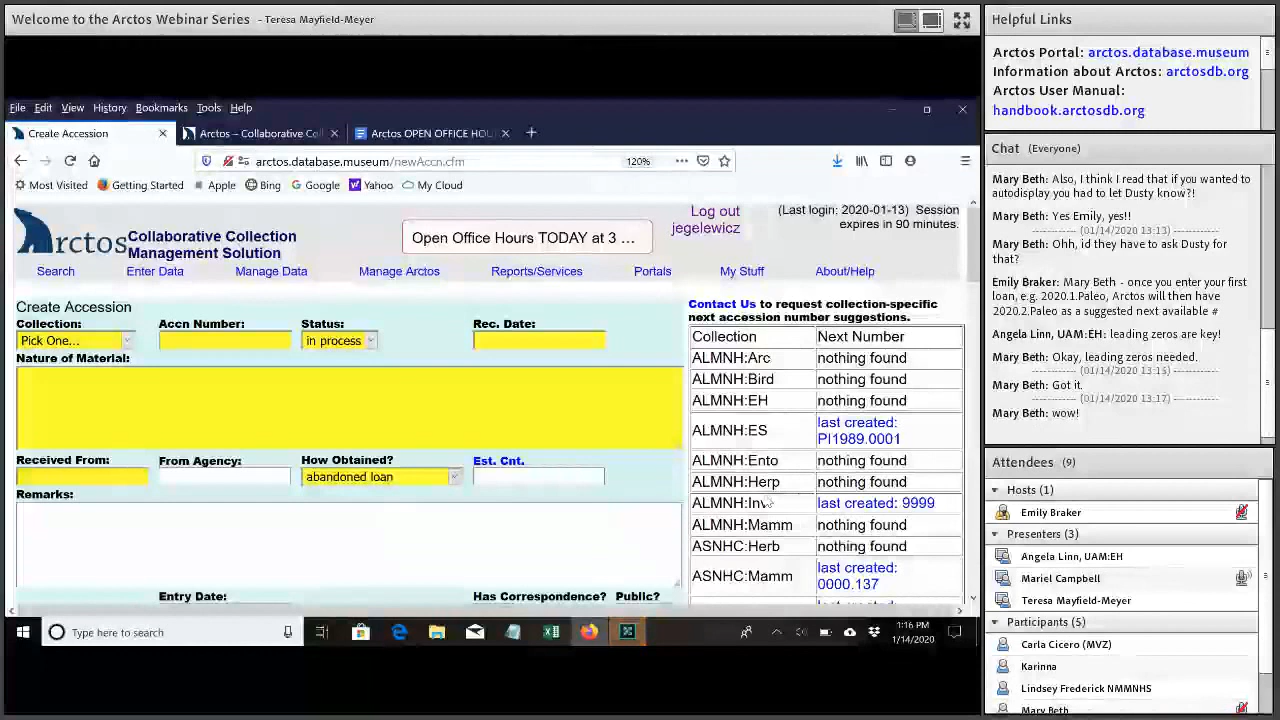 Welcome to the Arctos Webinar Series - Teresa Mayfield-Meyer
File Edit View History Bookmarks Tools Help
Create Accession
Arctos – Collaborative Col
Arctos OPEN OFFICE HOU
arctos.database.museum/newAccn.cfm
120%
Most Visited Getting Started Apple Bing Google Yahoo My Cloud
Arctos
Collaborative Collection
Management Solution
Open Office Hours TODAY at 3 ...
Log out
jegelewicz
(Last login: 2020-01-13) Session
expires in 90 minutes.
Search Enter Data Manage Data Manage Arctos Reports/Services Portals My Stuff About/Help
Create Accession
Collection: Accn Number: Status: Rec. Date:
Pick One... in process
Nature of Material:
Received From: From Agency: How Obtained? Est. Cnt.
abandoned loan
Remarks:
Entry Date: Has Correspondence? Public?
Contact Us to request collection-specific
next accession number suggestions.
Collection Next Number
ALMNH:Arc nothing found
ALMNH:Bird nothing found
ALMNH:EH nothing found
ALMNH:ES last created:
PI1989.0001
ALMNH:Ento nothing found
ALMNH:Herp nothing found
ALMNH:Inv last created: 9999
ALMNH:Mamm nothing found
ASNHC:Herb nothing found
ASNHC:Mamm last created:
0000.137
Type here to search
1:16 PM
1/14/2020
Helpful Links
Arctos Portal: arctos.database.museum
Information about Arctos: arctosdb.org
Arctos User Manual:
handbook.arctosdb.org
Chat (Everyone)
Mary Beth: Also, I think I read that if you wanted to
autodisplay you had to let Dusty know?!
Mary Beth: Yes Emily, yes!!
------------ (01/14/2020 13:13) ------------
Mary Beth: Ohh, id they have to ask Dusty for
that?
Emily Braker: Mary Beth - once you enter your first
loan, e.g. 2020.1.Paleo, Arctos will then have
2020.2.Paleo as a suggested next available #
Angela Linn, UAM:EH: leading zeros are key!
Mary Beth: Okay, leading zeros needed.
------------ (01/14/2020 13:15) ------------
Mary Beth: Got it.
------------ (01/14/2020 13:17) ------------
Mary Beth: wow!
Attendees (9)
Hosts (1)
Emily Braker
Presenters (3)
Angela Linn, UAM:EH
Mariel Campbell
Teresa Mayfield-Meyer
Participants (5)
Carla Cicero (MVZ)
Karinna
Lindsey Frederick NMMNHS
Mary Beth